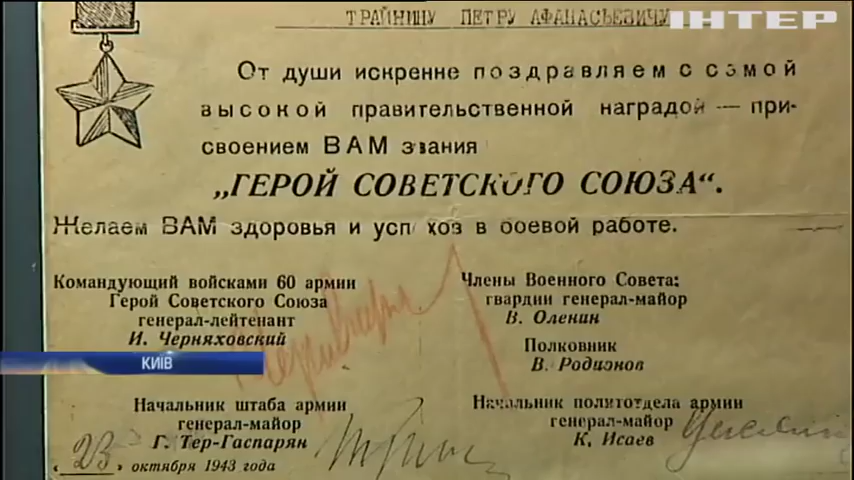 ТРАЙНИНУ ПЕТРУ АФАНАСЬЕВИЧУ
ІНТЕР
От души искренне поздравляем с самой
высокой правительственной наградой — при-
своением ВАМ звания
„ГЕРОЙ СОВЕТСКОГО СОЮЗА“.
Желаем ВАМ здоровья и успехов в боевой работе.
Командующий войсками 60 армии
Герой Советского Союза
генерал-лейтенант
И. Черняховский
Члены Военного Совета:
гвардии генерал-майор
В. Оленин
Полковник
В. Родионов
КИЇВ
Начальник штаба армии
генерал-майор
Г. Тер-Гаспарян
Начальник политотдела армии
генерал-майор
К. Исаев
„23“ октября 1943 года